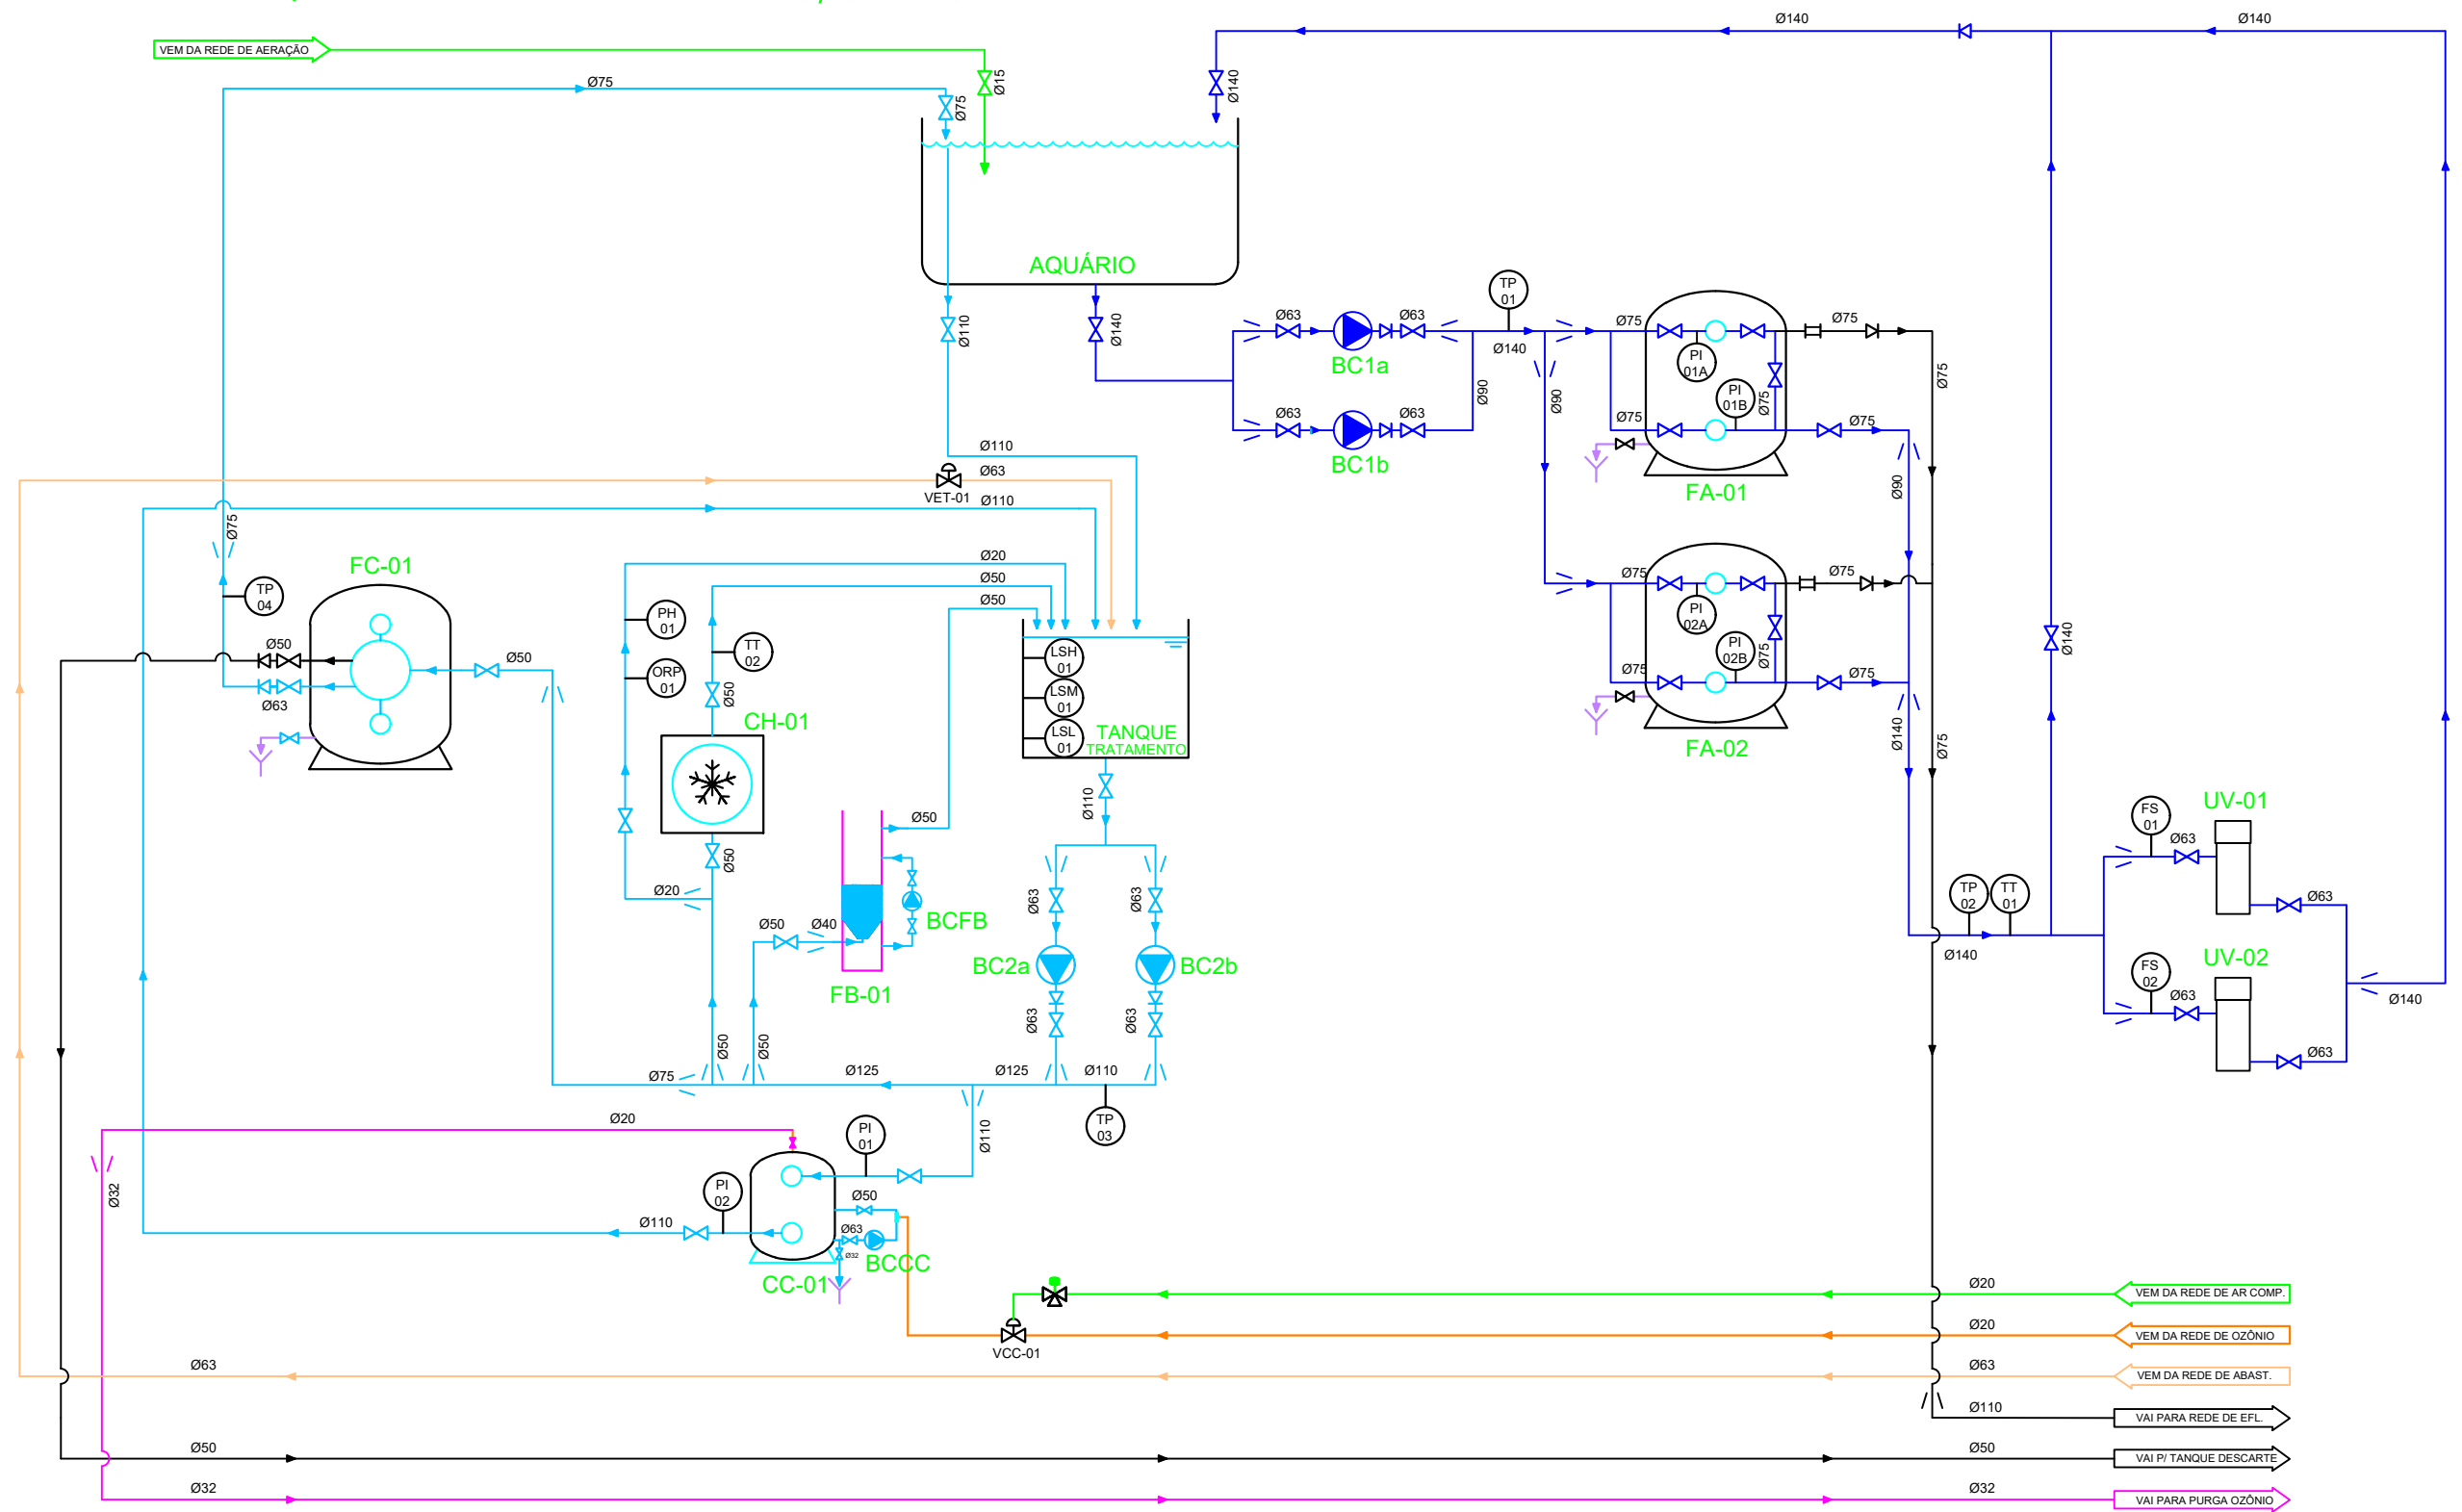 Ø140
Ø140
VEM DA REDE DE AERAÇÃO
Ø75
Ø75
Ø15
Ø140
AQUÁRIO
Ø110
Ø140
Ø63
Ø63
BC1a
Ø63
Ø63
BC1b
Ø90
TP
01
Ø140
Ø90
Ø75
PI
01A
PI
01B
Ø75
Ø75
Ø75
Ø75
Ø75
FA-01
Ø90
Ø110
Ø63
VET-01
Ø110
Ø75
FC-01
TP
04
Ø50
Ø63
Ø50
Ø20
Ø50
Ø50
PH
01
ORP
01
TT
02
Ø50
CH-01
Ø50
Ø20
LSH
01
LSM
01
LSL
01
TANQUE
TRATAMENTO
Ø110
Ø75
PI
02A
PI
02B
Ø75
Ø75
Ø75
Ø75
FA-02
Ø140
Ø75
Ø140
Ø50
Ø50
Ø40
BCFB
FB-01
Ø63
Ø63
BC2a
BC2b
Ø63
Ø63
FS
01
Ø63
UV-01
Ø63
TP
02
TT
01
Ø140
FS
02
Ø63
UV-02
Ø63
Ø140
Ø50
Ø50
Ø75
Ø125
Ø125
Ø110
TP
03
Ø110
Ø20
Ø32
PI
01
PI
02
Ø110
Ø50
Ø63
Ø32
BCCC
CC-01
Ø20
VEM DA REDE DE AR COMP.
VCC-01
Ø20
VEM DA REDE DE OZÔNIO
Ø63
Ø63
VEM DA REDE DE ABAST.
Ø110
VAI PARA REDE DE EFL.
Ø50
Ø50
VAI P/ TANQUE DESCARTE
Ø32
Ø32
VAI PARA PURGA OZÔNIO